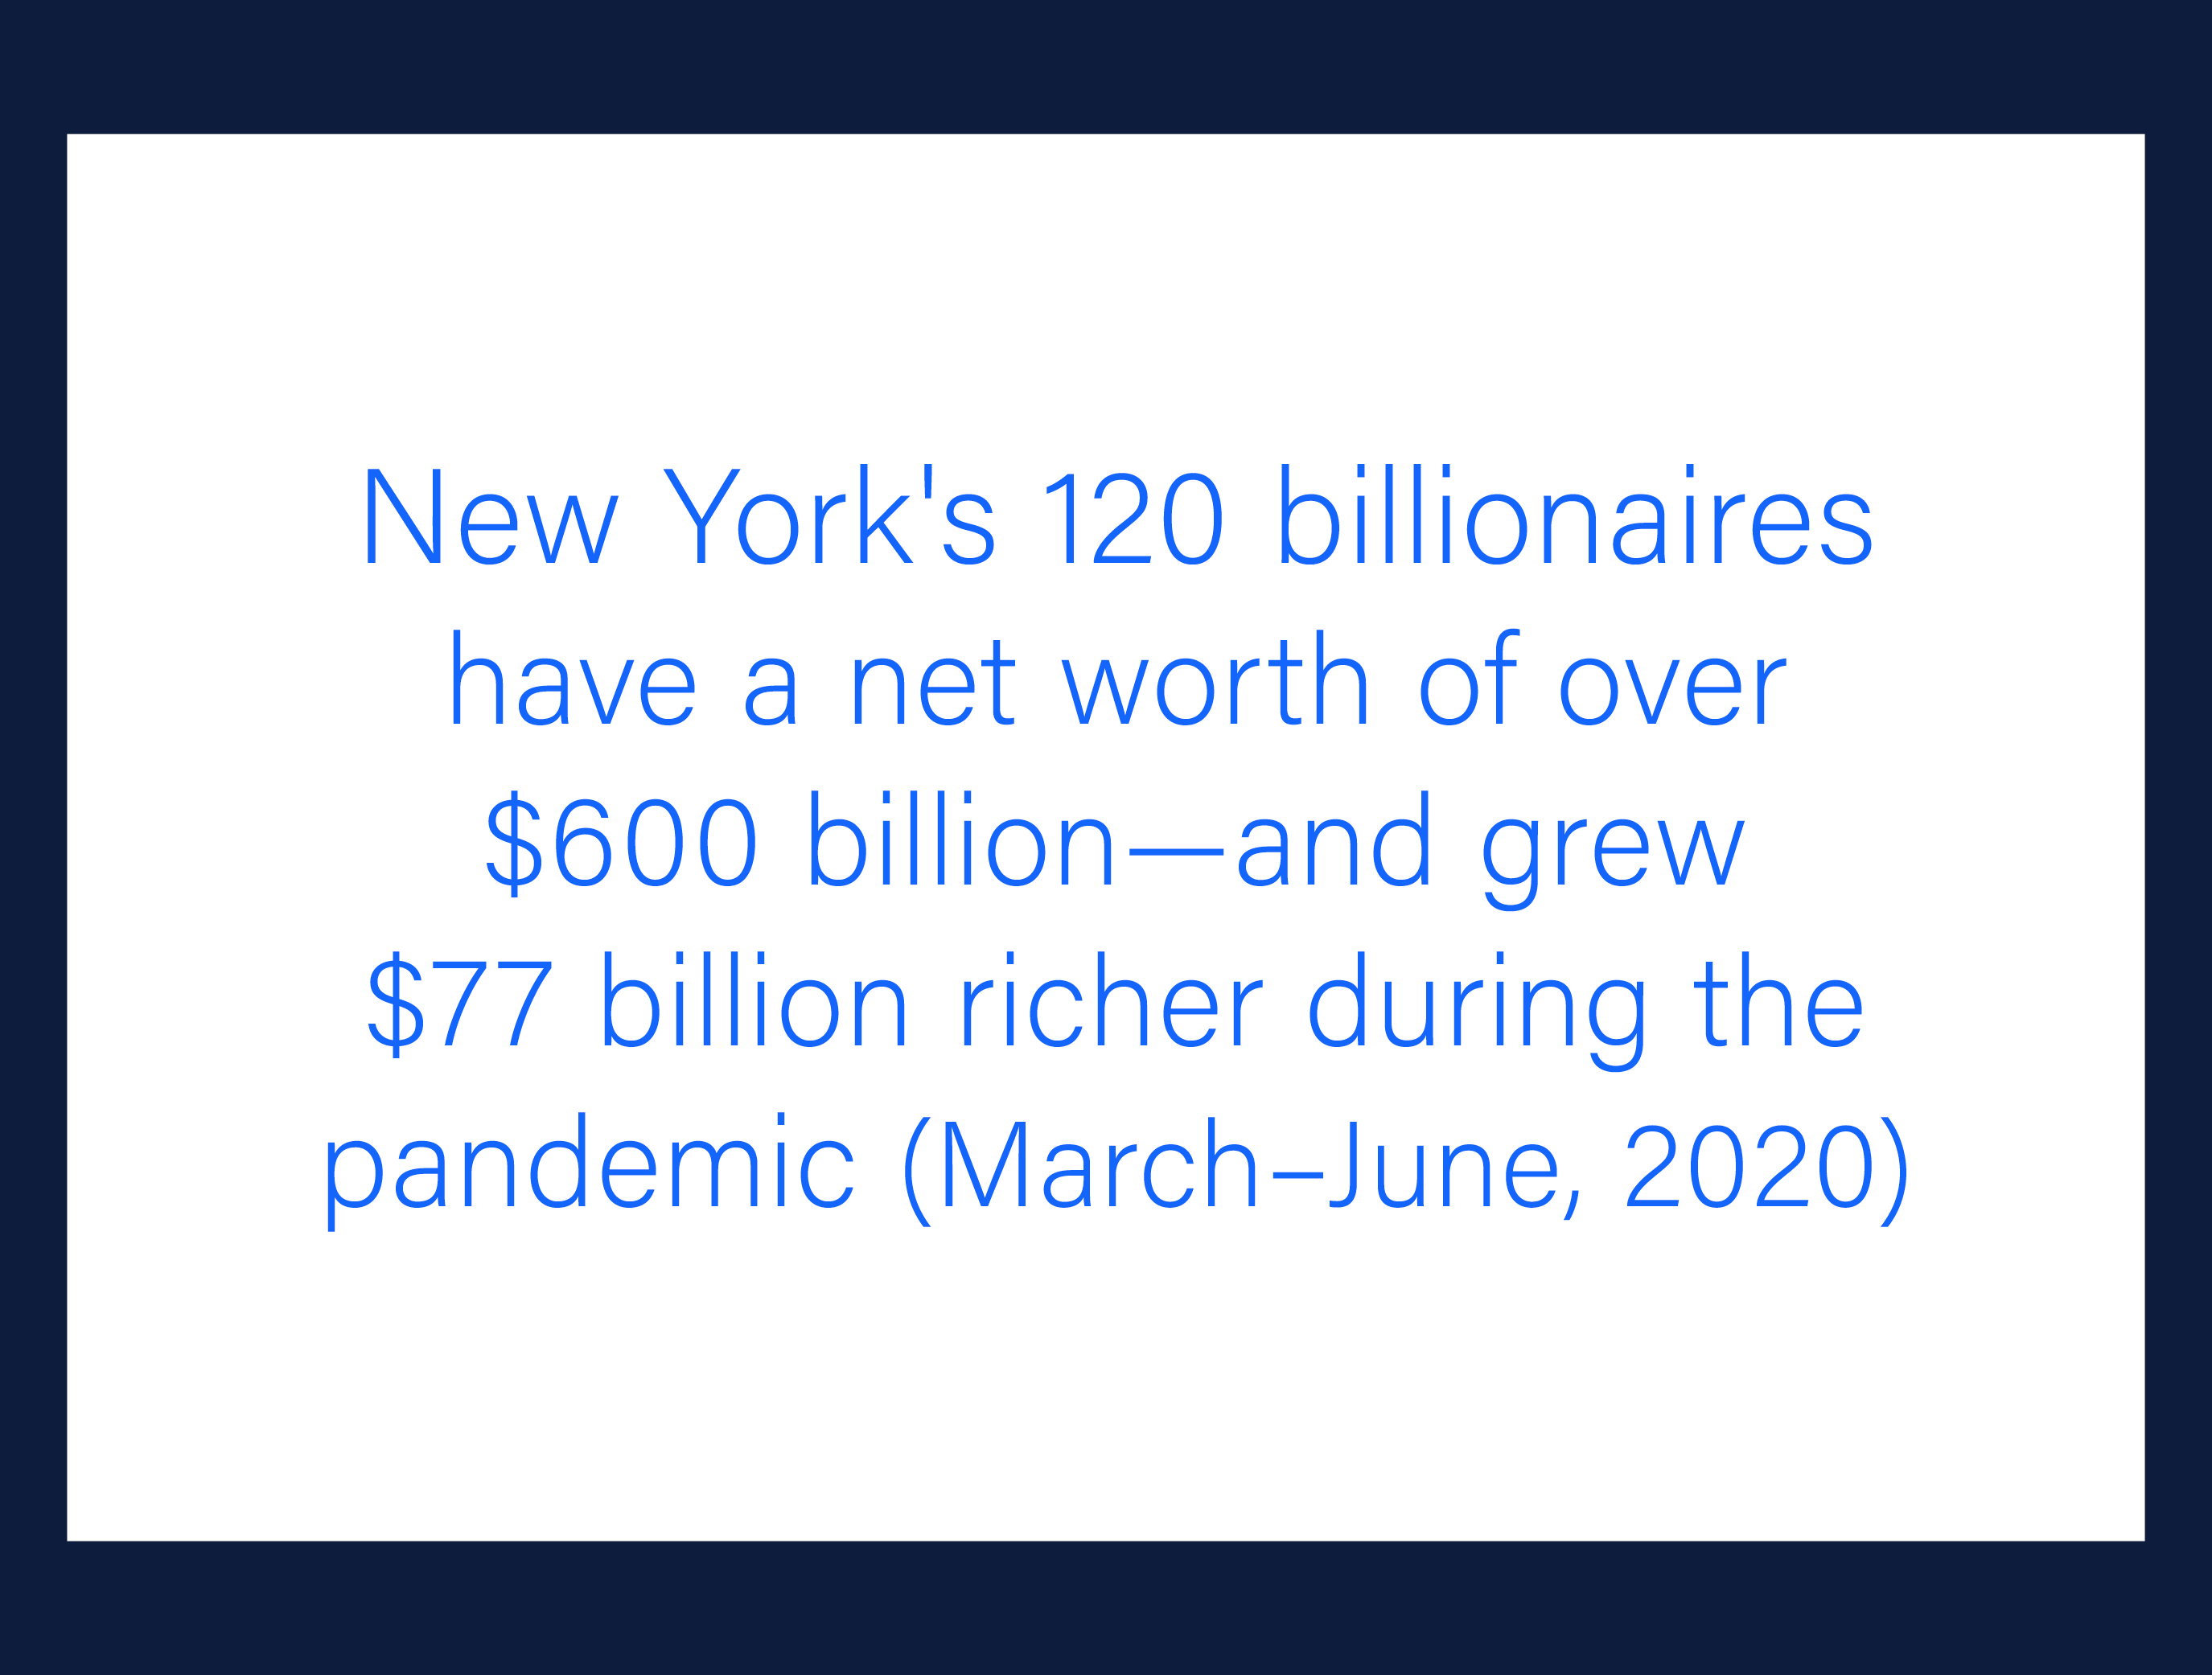 New York's 120 billionaires
have a net worth of over
$600 billion—and grew
$77 billion richer during the
pandemic (March–June, 2020)